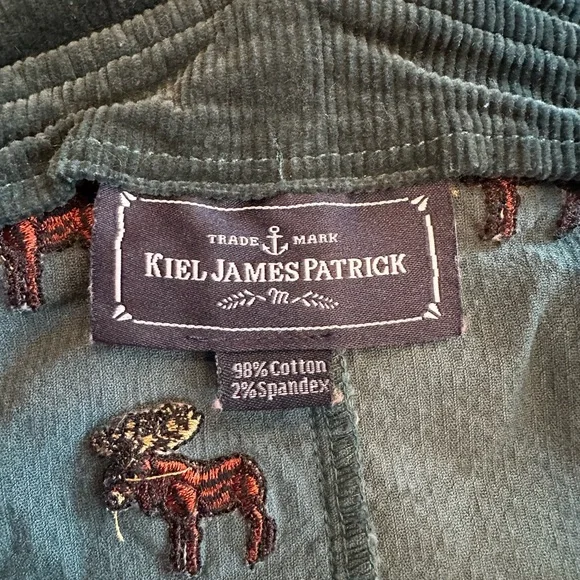 TRADE MARK
KIEL JAMES PATRICK
M
98% Cotton
2% Spandex